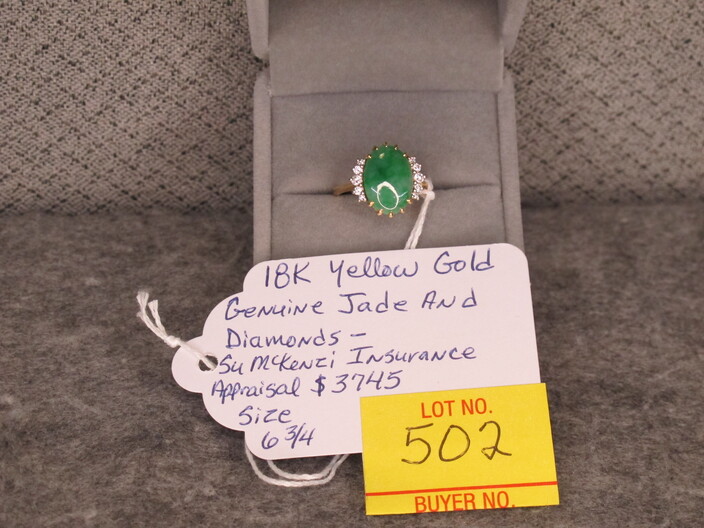 18K Yellow Gold
Genuine Jade And
Diamonds –
Su McKenzi Insurance
Appraisal $3745
Size
6 3/4
LOT NO.
502
BUYER NO.